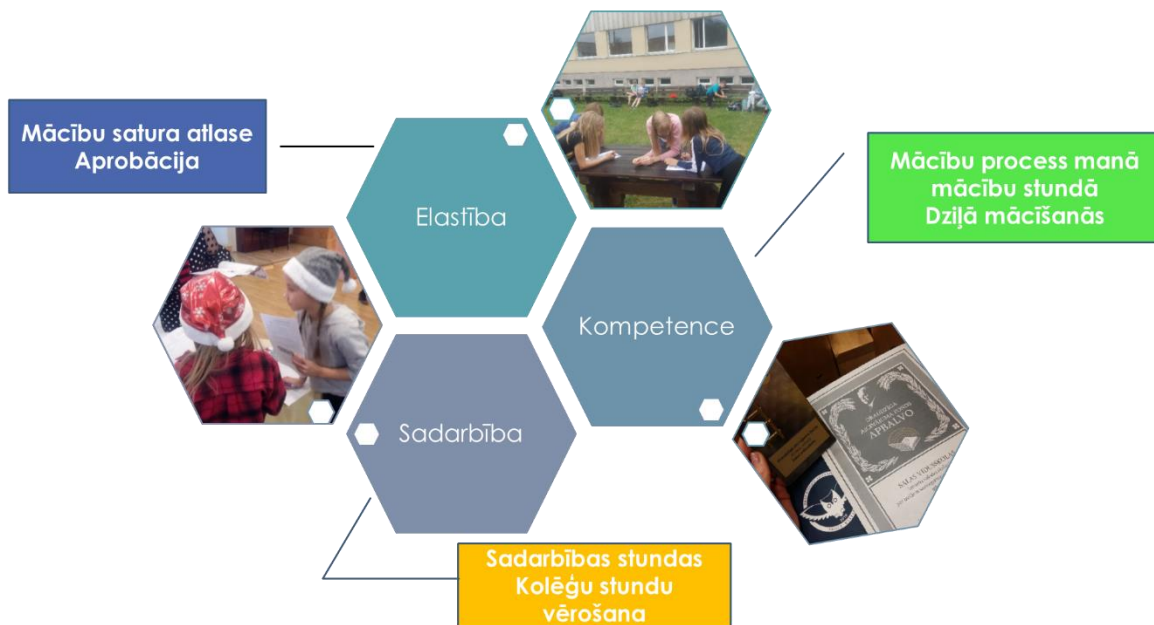 Mācību satura atlase
Aprobācija
Elastība
Mācību process manā
mācību stundā
Dziļā mācīšanās
Kompetence
Sadarbība
APBALVO
Sadarbības stundas
Kolēģu stundu
vērošana